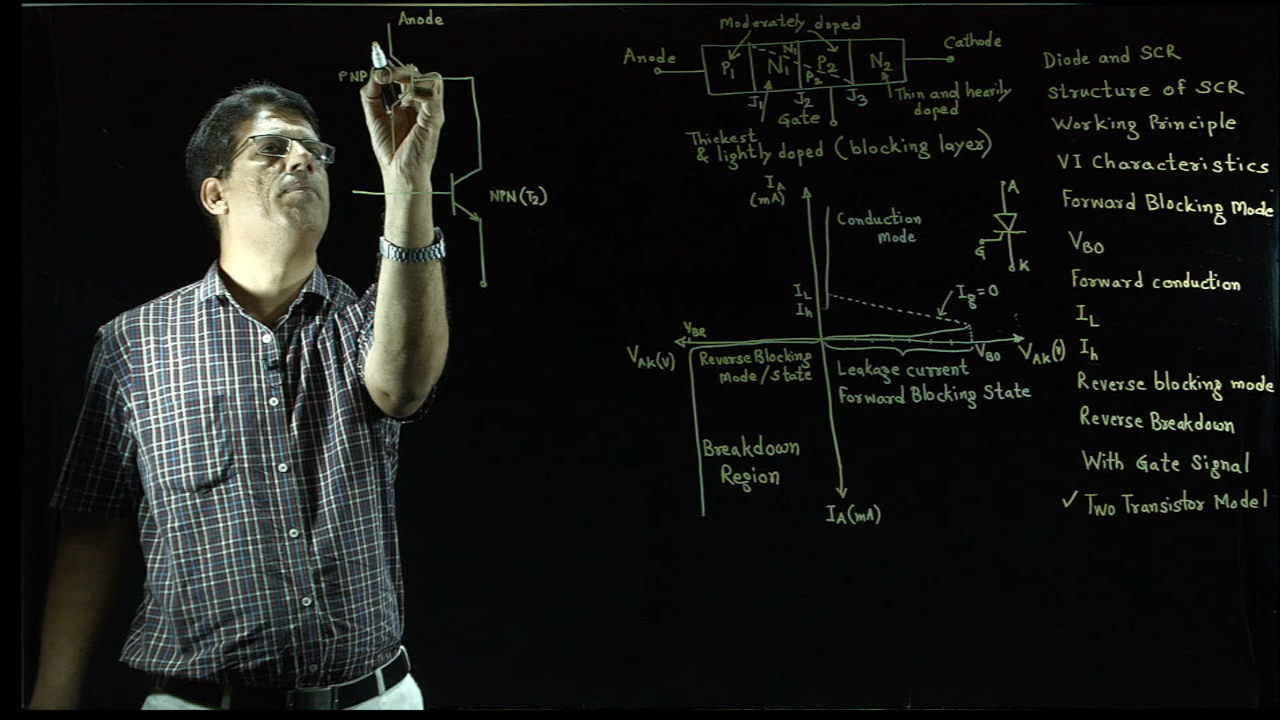 Anode
PNP
NPN (T2)
Moderately doped
Anode
P1
N1
N1
P2
P2
N2
Cathode
J1
J2
J3
Gate
Thin and heavily
doped
Thickest
& lightly doped (blocking layer)
IA
(mA)
Conduction
mode
A
G
K
IL
Ih
Ig=0
VBR
VAK(V)
VBO
VAK(V)
Reverse Blocking
mode/state
Leakage current
Forward Blocking State
Breakdown
Region
IA(mA)
Diode and SCR
structure of SCR
Working Principle
VI Characteristics
Forward Blocking Mode
VBO
Forward conduction
IL
Ih
Reverse blocking mode
Reverse Breakdown
With Gate Signal
✓ Two Transistor Model